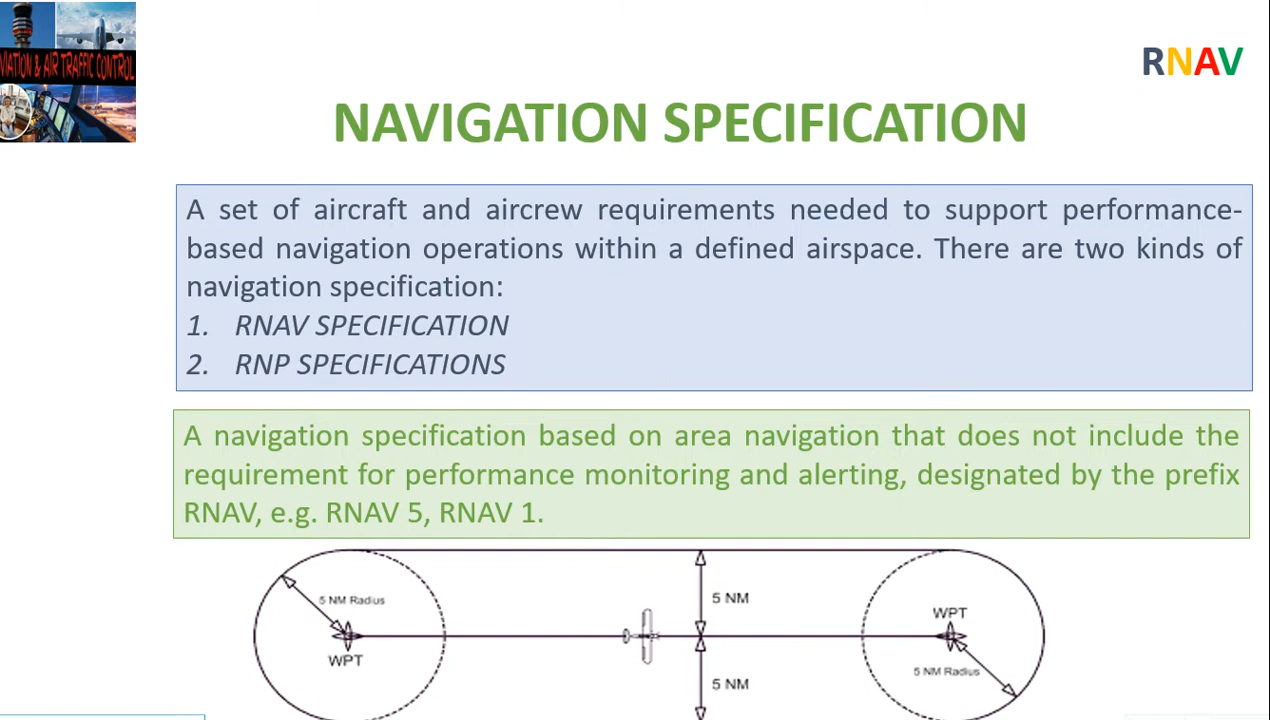 VIATION & AIR TRAFFIC CONTROL
RNAV
NAVIGATION SPECIFICATION
A set of aircraft and aircrew requirements needed to support performance-
based navigation operations within a defined airspace. There are two kinds of
navigation specification:
1. RNAV SPECIFICATION
2. RNP SPECIFICATIONS
A navigation specification based on area navigation that does not include the
requirement for performance monitoring and alerting, designated by the prefix
RNAV, e.g. RNAV 5, RNAV 1.
5 NM Radius
WPT
5 NM
5 NM
WPT
5 NM Radius